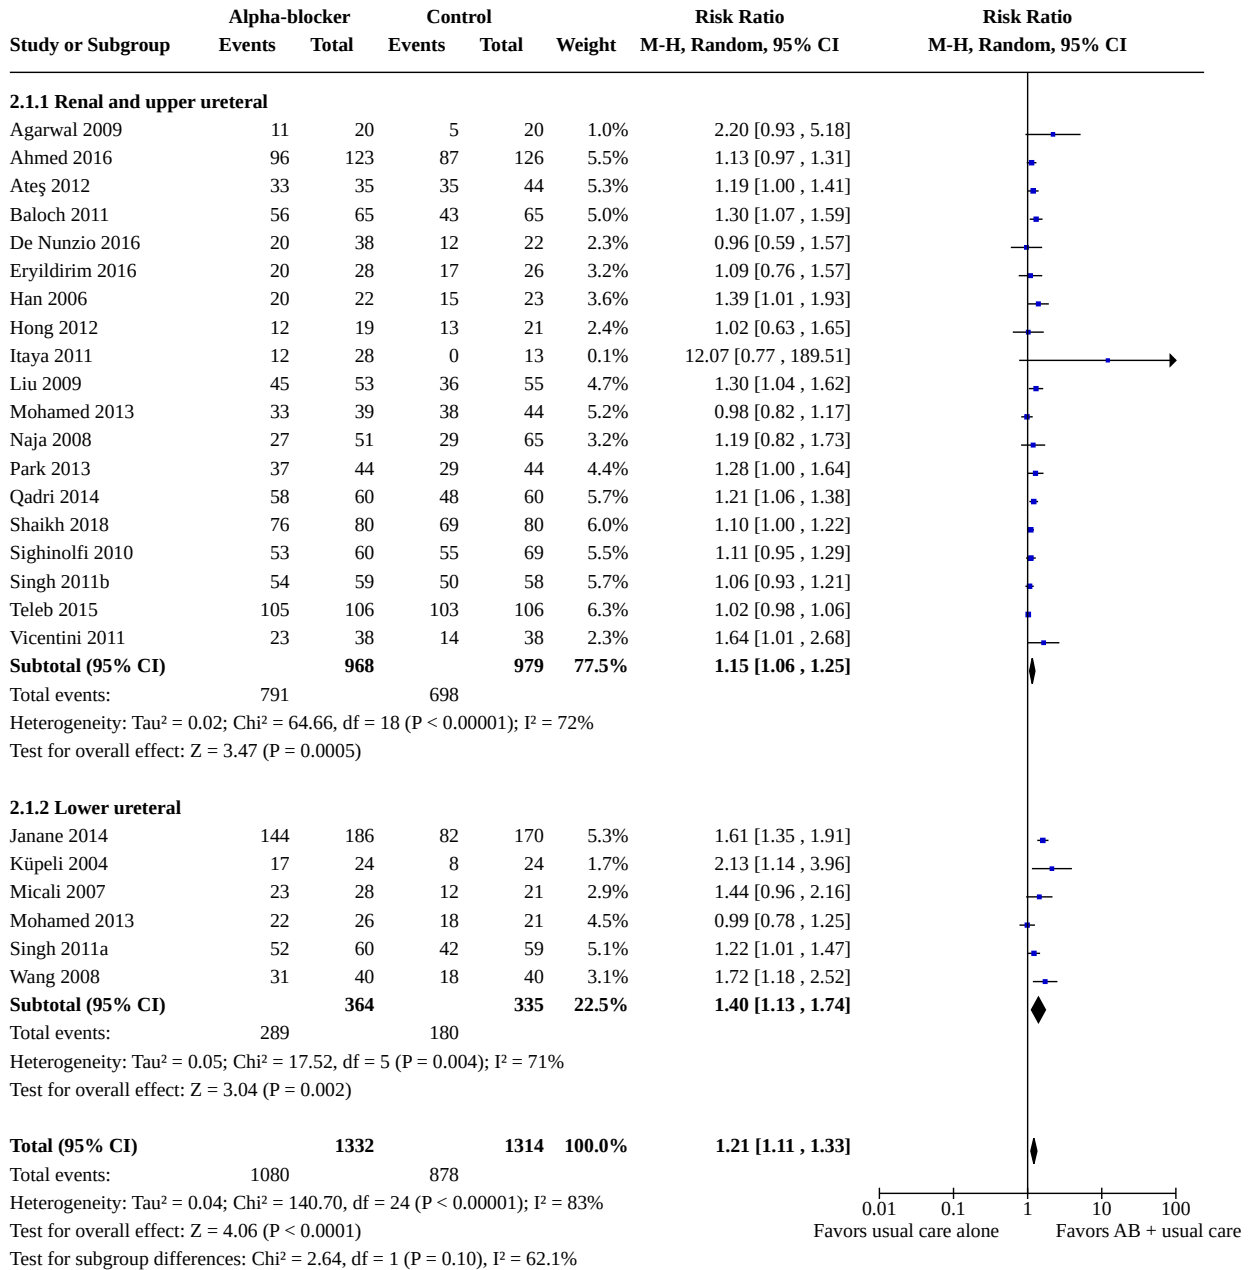 Alpha-blocker Control Risk Ratio Risk Ratio
Study or Subgroup Events Total Events Total Weight M-H, Random, 95% CI M-H, Random, 95% CI
2.1.1 Renal and upper ureteral
Agarwal 2009 11 20 5 20 1.0% 2.20 [0.93 , 5.18]
Ahmed 2016 96 123 87 126 5.5% 1.13 [0.97 , 1.31]
Ateş 2012 33 35 35 44 5.3% 1.19 [1.00 , 1.41]
Baloch 2011 56 65 43 65 5.0% 1.30 [1.07 , 1.59]
De Nunzio 2016 20 38 12 22 2.3% 0.96 [0.59 , 1.57]
Eryildirim 2016 20 28 17 26 3.2% 1.09 [0.76 , 1.57]
Han 2006 20 22 15 23 3.6% 1.39 [1.01 , 1.93]
Hong 2012 12 19 13 21 2.4% 1.02 [0.63 , 1.65]
Itaya 2011 12 28 0 13 0.1% 12.07 [0.77 , 189.51]
Liu 2009 45 53 36 55 4.7% 1.30 [1.04 , 1.62]
Mohamed 2013 33 39 38 44 5.2% 0.98 [0.82 , 1.17]
Naja 2008 27 51 29 65 3.2% 1.19 [0.82 , 1.73]
Park 2013 37 44 29 44 4.4% 1.28 [1.00 , 1.64]
Qadri 2014 58 60 48 60 5.7% 1.21 [1.06 , 1.38]
Shaikh 2018 76 80 69 80 6.0% 1.10 [1.00 , 1.22]
Sighinolfi 2010 53 60 55 69 5.5% 1.11 [0.95 , 1.29]
Singh 2011b 54 59 50 58 5.7% 1.06 [0.93 , 1.21]
Teleb 2015 105 106 103 106 6.3% 1.02 [0.98 , 1.06]
Vicentini 2011 23 38 14 38 2.3% 1.64 [1.01 , 2.68]
Subtotal (95% CI) 968 979 77.5% 1.15 [1.06 , 1.25]
Total events: 791 698
Heterogeneity: Tau² = 0.02; Chi² = 64.66, df = 18 (P < 0.00001); I² = 72%
Test for overall effect: Z = 3.47 (P = 0.0005)
2.1.2 Lower ureteral
Janane 2014 144 186 82 170 5.3% 1.61 [1.35 , 1.91]
Küpeli 2004 17 24 8 24 1.7% 2.13 [1.14 , 3.96]
Micali 2007 23 28 12 21 2.9% 1.44 [0.96 , 2.16]
Mohamed 2013 22 26 18 21 4.5% 0.99 [0.78 , 1.25]
Singh 2011a 52 60 42 59 5.1% 1.22 [1.01 , 1.47]
Wang 2008 31 40 18 40 3.1% 1.72 [1.18 , 2.52]
Subtotal (95% CI) 364 335 22.5% 1.40 [1.13 , 1.74]
Total events: 289 180
Heterogeneity: Tau² = 0.05; Chi² = 17.52, df = 5 (P = 0.004); I² = 71%
Test for overall effect: Z = 3.04 (P = 0.002)
Total (95% CI) 1332 1314 100.0% 1.21 [1.11 , 1.33]
Total events: 1080 878
Heterogeneity: Tau² = 0.04; Chi² = 140.70, df = 24 (P < 0.00001); I² = 83%
0.01 0.1 1 10 100
Test for overall effect: Z = 4.06 (P < 0.0001) Favors usual care alone Favors AB + usual care
Test for subgroup differences: Chi² = 2.64, df = 1 (P = 0.10), I² = 62.1%